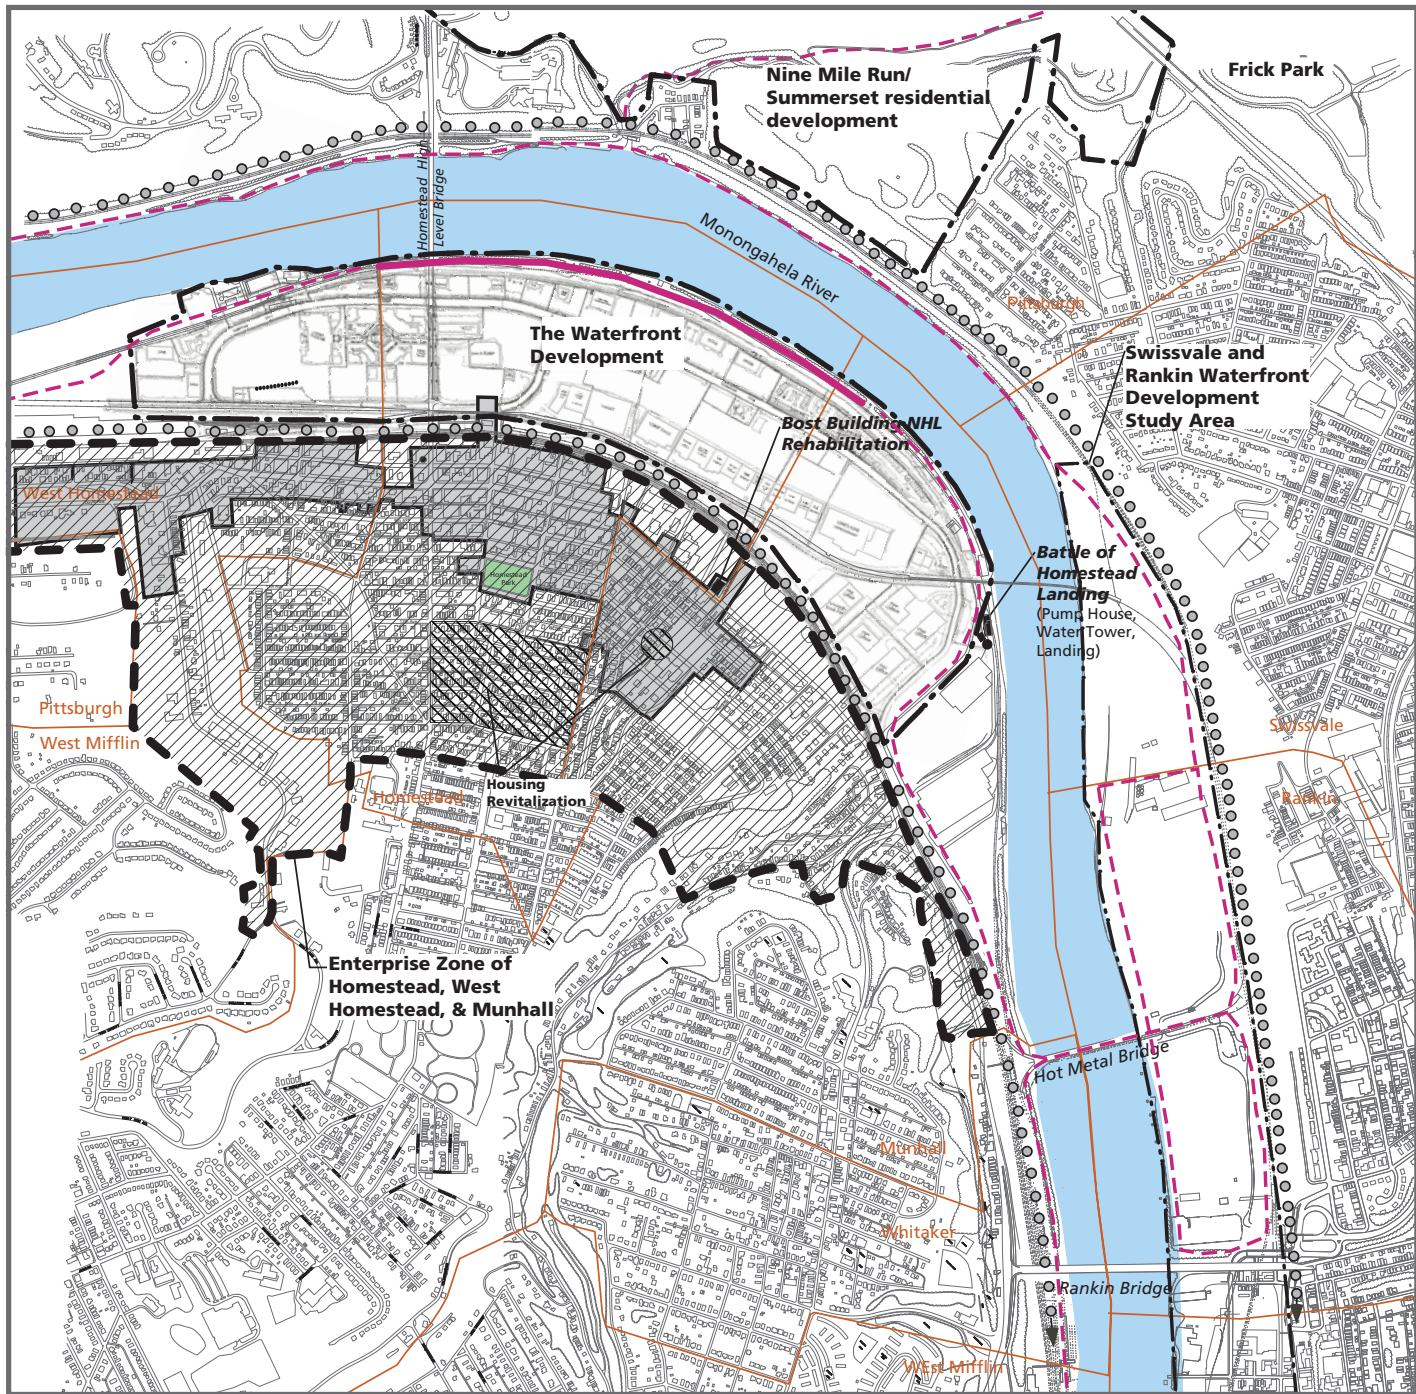 Nine Mile Run/
Summerset residential
development
Frick Park
Homestead High
Level Bridge
Monongahela River
Pittsburgh
The Waterfront
Development
Swissvale and
Rankin Waterfront
Development
Study Area
Bost Building NHL
Rehabilitation
West Homestead
Battle of
Homestead
Landing
(Pump House,
Water Tower,
Landing)
Homestead
Park
Pittsburgh
West Mifflin
Swissvale
Rankin
Homestead
Housing
Revitalization
Enterprise Zone of
Homestead, West
Homestead, & Munhall
Hot Metal Bridge
Munhall
Whitaker
Rankin Bridge
WEst Mifflin